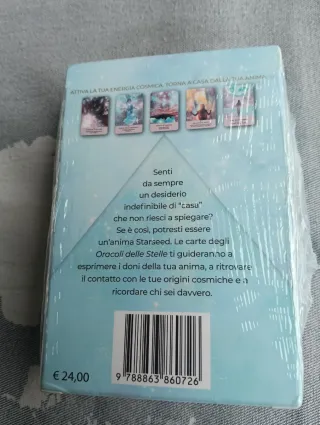 ATTIVA LA TUA ENERGIA COSMICA, TORNA A CASA DALLA TUA ANIMA
Senti
da sempre
un desiderio
indefinibile di "casa"
che non riesci a spiegare?
Se è così, potresti essere
un'anima Starseed. Le carte degli
Oracoli delle Stelle ti guideranno a
esprimere i doni della tua anima, a ritrovare
il contatto con le tue origini cosmiche e a
ricordare chi sei davvero.
€ 24,00
9 788863 860726